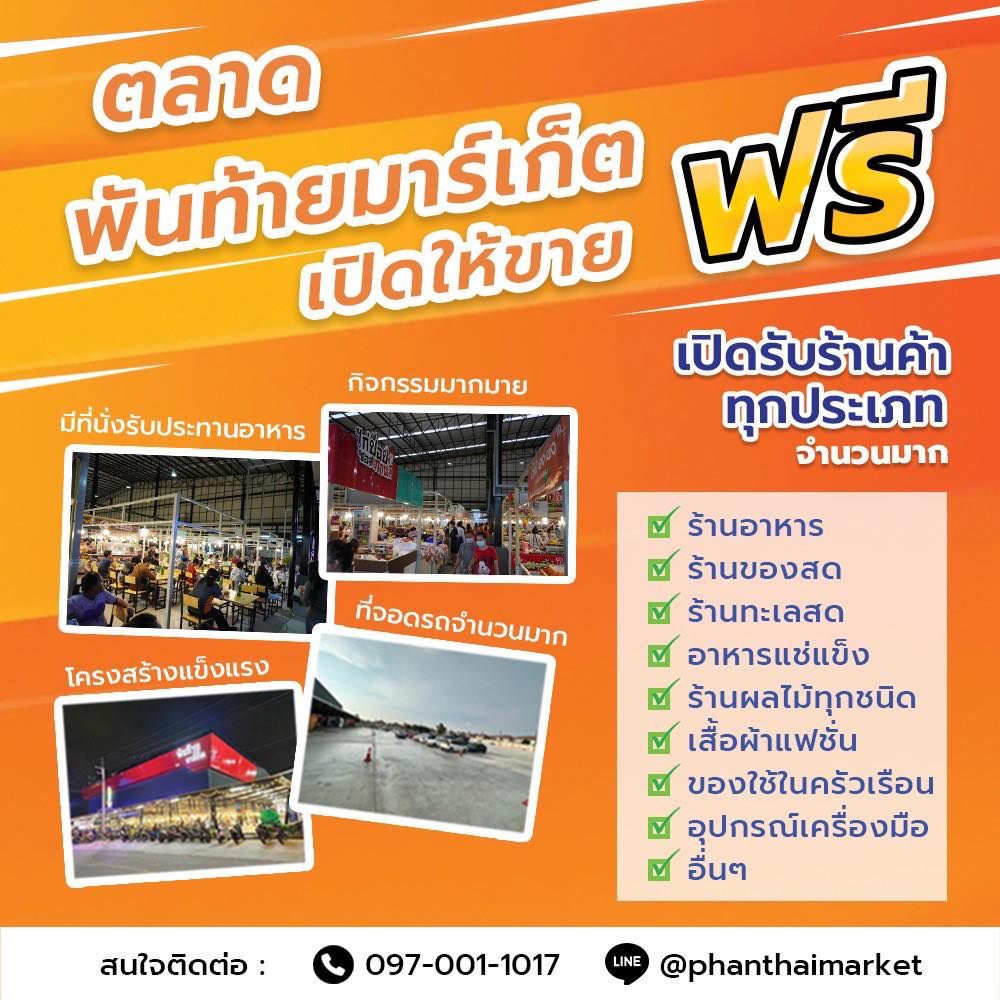 ตลาด
พันท้ายมาร์เก็ต
เปิดให้ขาย
ฟรี
เปิดรับร้านค้า
ทุกประเภท
จำนวนมาก
กิจกรรมมากมาย
มีที่นั่งรับประทานอาหาร
ที่จอดรถจำนวนมาก
โครงสร้างแข็งแรง
ร้านอาหาร
ร้านของสด
ร้านทะเลสด
อาหารแช่แข็ง
ร้านผลไม้ทุกชนิด
เสื้อผ้าแฟชั่น
ของใช้ในครัวเรือน
อุปกรณ์เครื่องมือ
อื่นๆ
สนใจติดต่อ : 097-001-1017 LINE @phanthaimarket